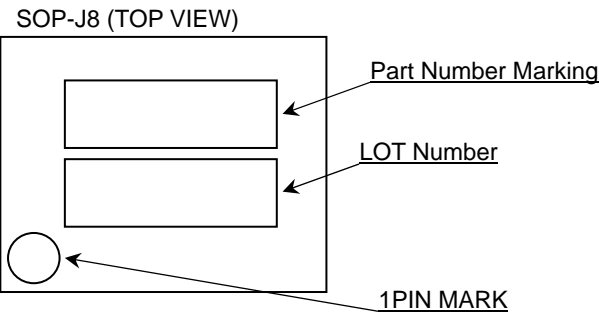 SOP-J8 (TOP VIEW)
Part Number Marking
LOT Number
1PIN MARK